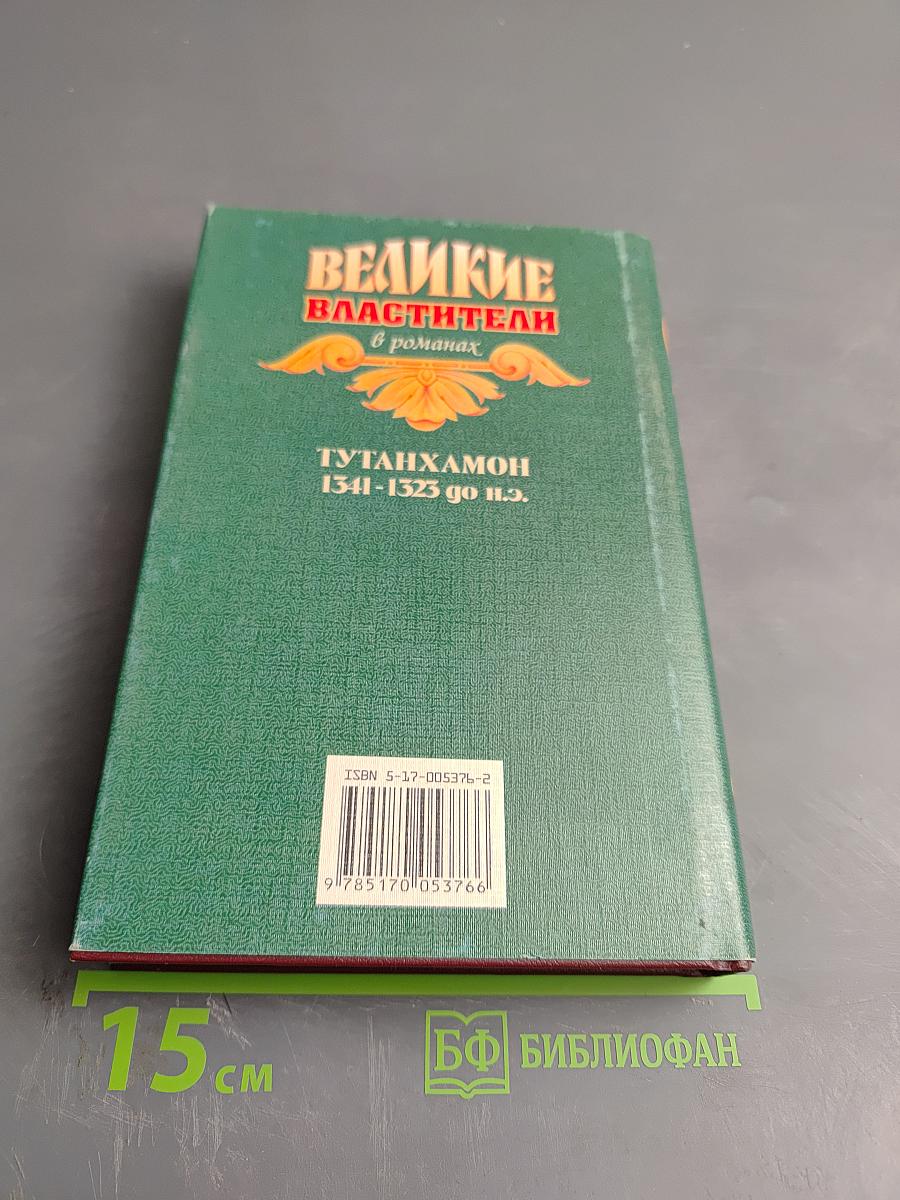 ВЕЛИКИЕ
ВЛАСТИТЕЛИ
в романах
ТУТАНХАМОН
1341-1323 до н.э.
ISBN 5-17-005376-2
9 785170 053766
15 см
БФ БИБЛИОФАН